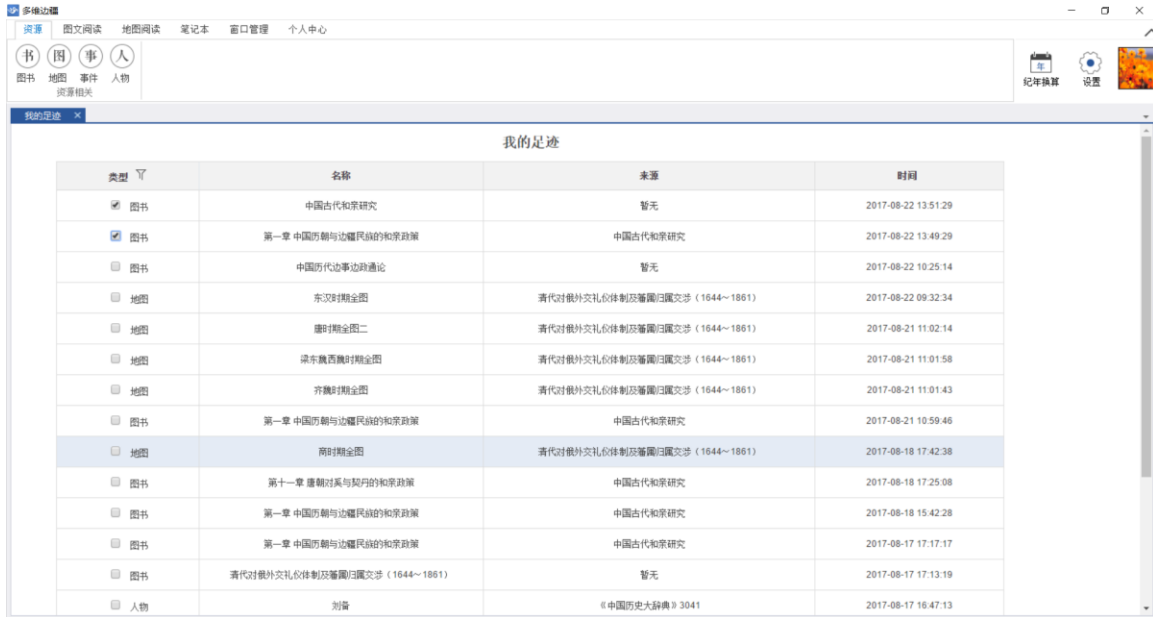 多维边疆
资源 图文阅读 地图阅读 笔记本 窗口管理 个人中心
书 图 事 人
图书 地图 事件 人物
资源相关
年
纪年换算 设置
我的足迹 ×
我的足迹
类型 名称 来源 时间
图书 中国古代和亲研究 暂无 2017-08-22 13:51:29
图书 第一章 中国历朝与边疆民族的和亲政策 中国古代和亲研究 2017-08-22 13:49:29
图书 中国历代边事边政通论 暂无 2017-08-22 10:25:14
地图 东汉时期全图 清代对俄外交礼仪体制及藩属归属交涉（1644～1861） 2017-08-22 09:32:34
地图 唐时期全图二 清代对俄外交礼仪体制及藩属归属交涉（1644～1861） 2017-08-21 11:02:14
地图 梁东魏西魏时期全图 清代对俄外交礼仪体制及藩属归属交涉（1644～1861） 2017-08-21 11:01:58
地图 齐魏时期全图 清代对俄外交礼仪体制及藩属归属交涉（1644～1861） 2017-08-21 11:01:43
图书 第一章 中国历朝与边疆民族的和亲政策 中国古代和亲研究 2017-08-21 10:59:46
地图 商时期全图 清代对俄外交礼仪体制及藩属归属交涉（1644～1861） 2017-08-18 17:42:38
图书 第十一章 唐朝对奚与契丹的和亲政策 中国古代和亲研究 2017-08-18 17:25:08
图书 第一章 中国历朝与边疆民族的和亲政策 中国古代和亲研究 2017-08-18 15:42:28
图书 第一章 中国历朝与边疆民族的和亲政策 中国古代和亲研究 2017-08-17 17:17:17
图书 清代对俄外交礼仪体制及藩属归属交涉（1644～1861） 暂无 2017-08-17 17:13:19
人物 刘备 《中国历史大辞典》3041 2017-08-17 16:47:13